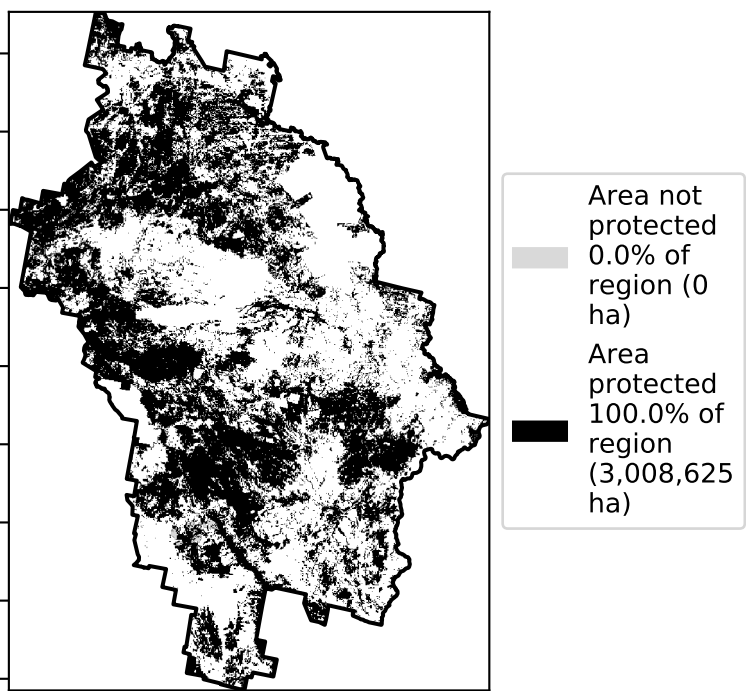 Area not
protected
0.0% of
region (0
ha)
Area
protected
100.0% of
region
(3,008,625
ha)